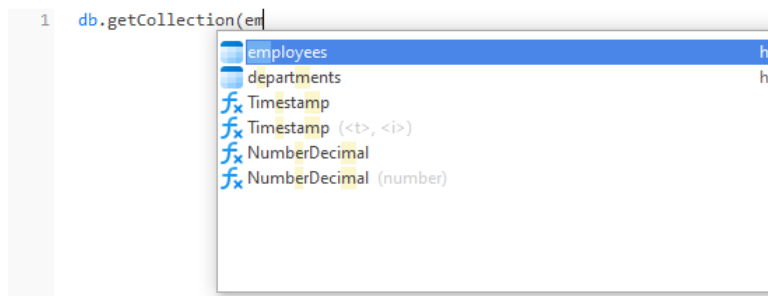 1 db.getCollection(em
employees h
departments h
Timestamp
Timestamp (<t>, <i>)
NumberDecimal
NumberDecimal (number)